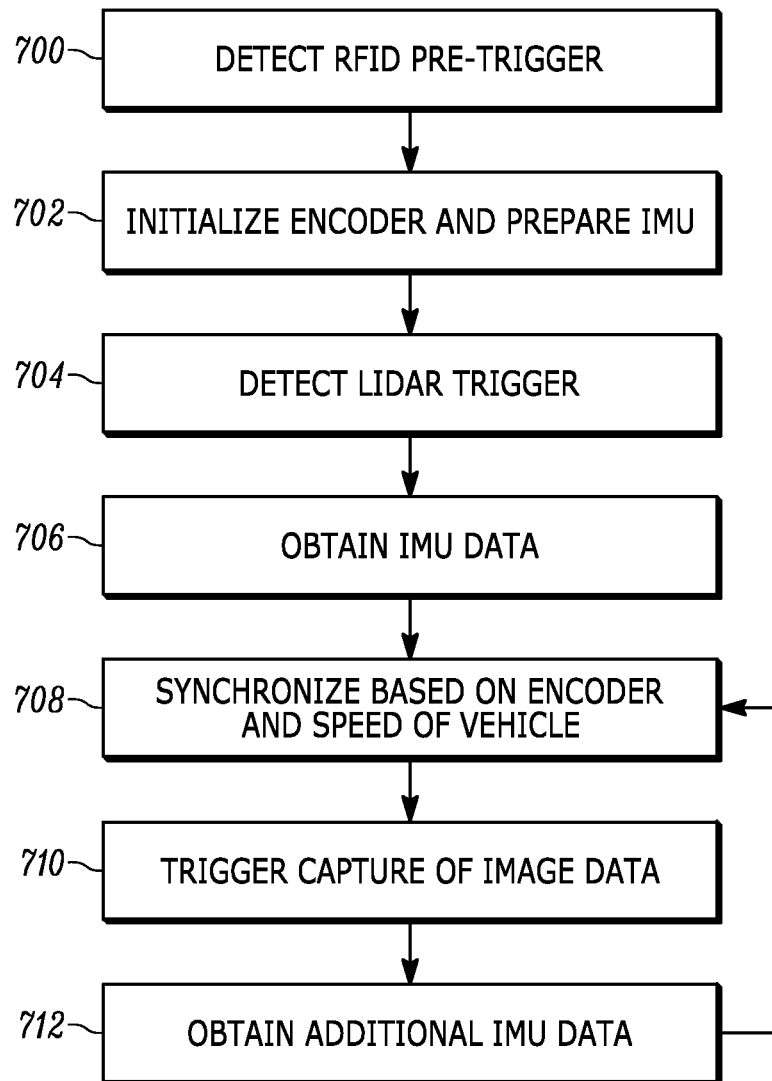 700
DETECT RFID PRE-TRIGGER
702
INITIALIZE ENCODER AND PREPARE IMU
704
DETECT LIDAR TRIGGER
706
OBTAIN IMU DATA
708
SYNCHRONIZE BASED ON ENCODER
AND SPEED OF VEHICLE
710
TRIGGER CAPTURE OF IMAGE DATA
712
OBTAIN ADDITIONAL IMU DATA